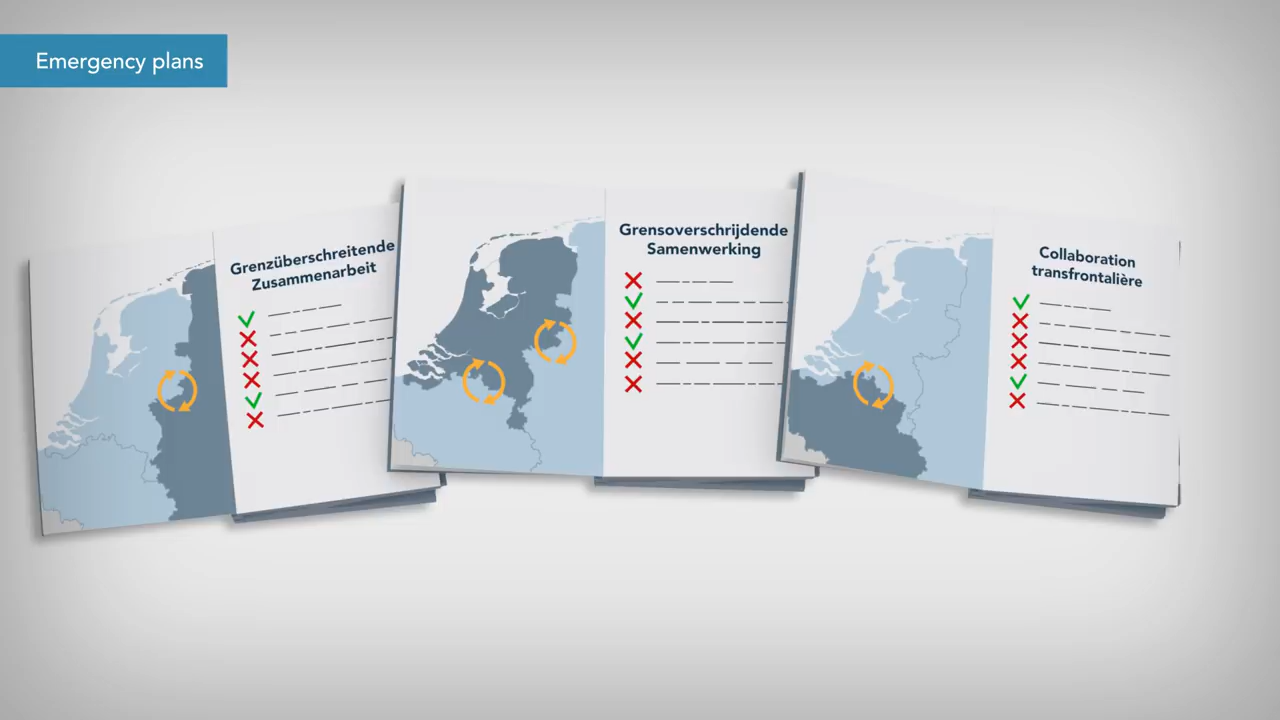 Emergency plans
Grenzüberschreitende
Zusammenarbeit
Grensoverschrijdende
Samenwerking
Collaboration
transfrontalière